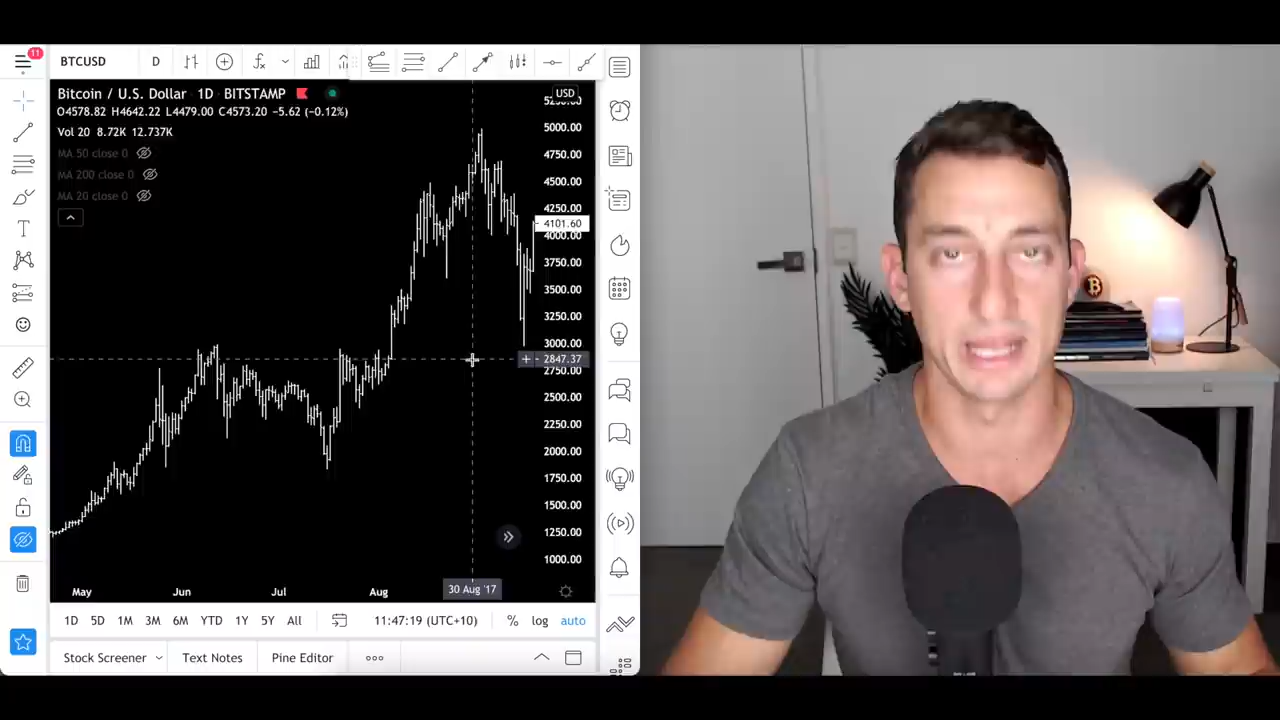 11
BTCUSD D
Bitcoin / U.S. Dollar 1D BITSTAMP
USD
O4578.82 H4642.22 L4479.00 C4573.20 −5.62 (−0.12%)
Vol 20 8.72K 12.737K
MA 50 close 0
MA 200 close 0
MA 20 close 0
5250.00
5000.00
4750.00
4500.00
4250.00
4101.60
4000.00
3750.00
3500.00
3250.00
3000.00
2847.37
2750.00
2500.00
2250.00
2000.00
1750.00
1500.00
1250.00
1000.00
May Jun Jul Aug 30 Aug '17
1D 5D 1M 3M 6M YTD 1Y 5Y All 11:47:19 (UTC+10) % log auto
Stock Screener Text Notes Pine Editor